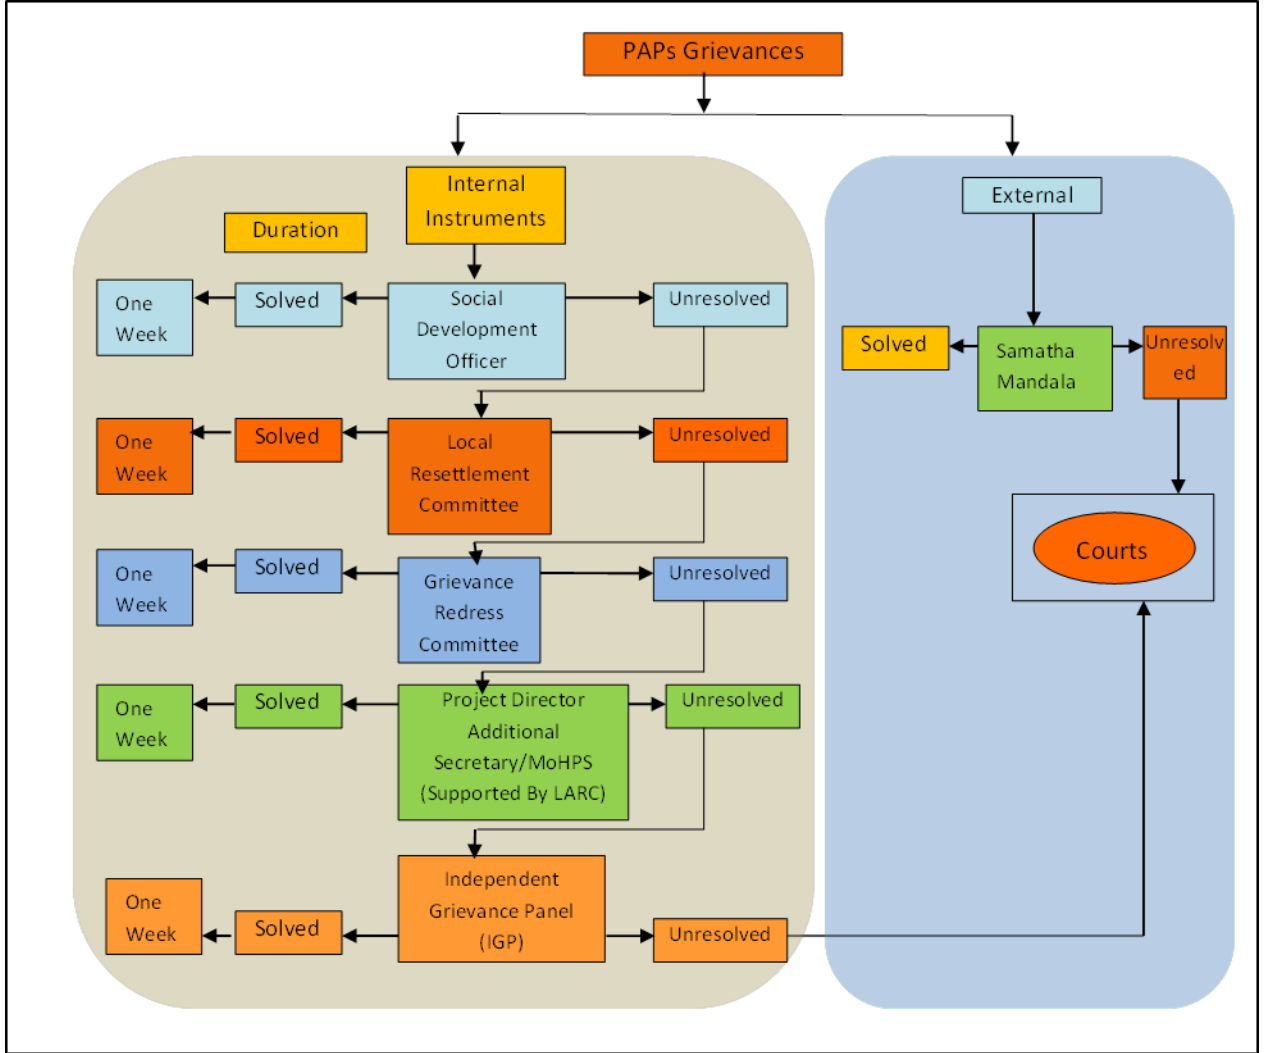 PAPs Grievances
Internal
Instruments
Duration
External
One
Week
Solved
Social
Development
Officer
Unresolved
Solved
Samatha
Mandala
Unresolv
ed
One
Week
Solved
Local
Resettlement
Committee
Unresolved
Courts
One
Week
Solved
Grievance
Redress
Committee
Unresolved
One
Week
Solved
Project Director
Additional
Secretary/MoHPS
(Supported By LARC)
Unresolved
One
Week
Solved
Independent
Grievance Panel
(IGP)
Unresolved